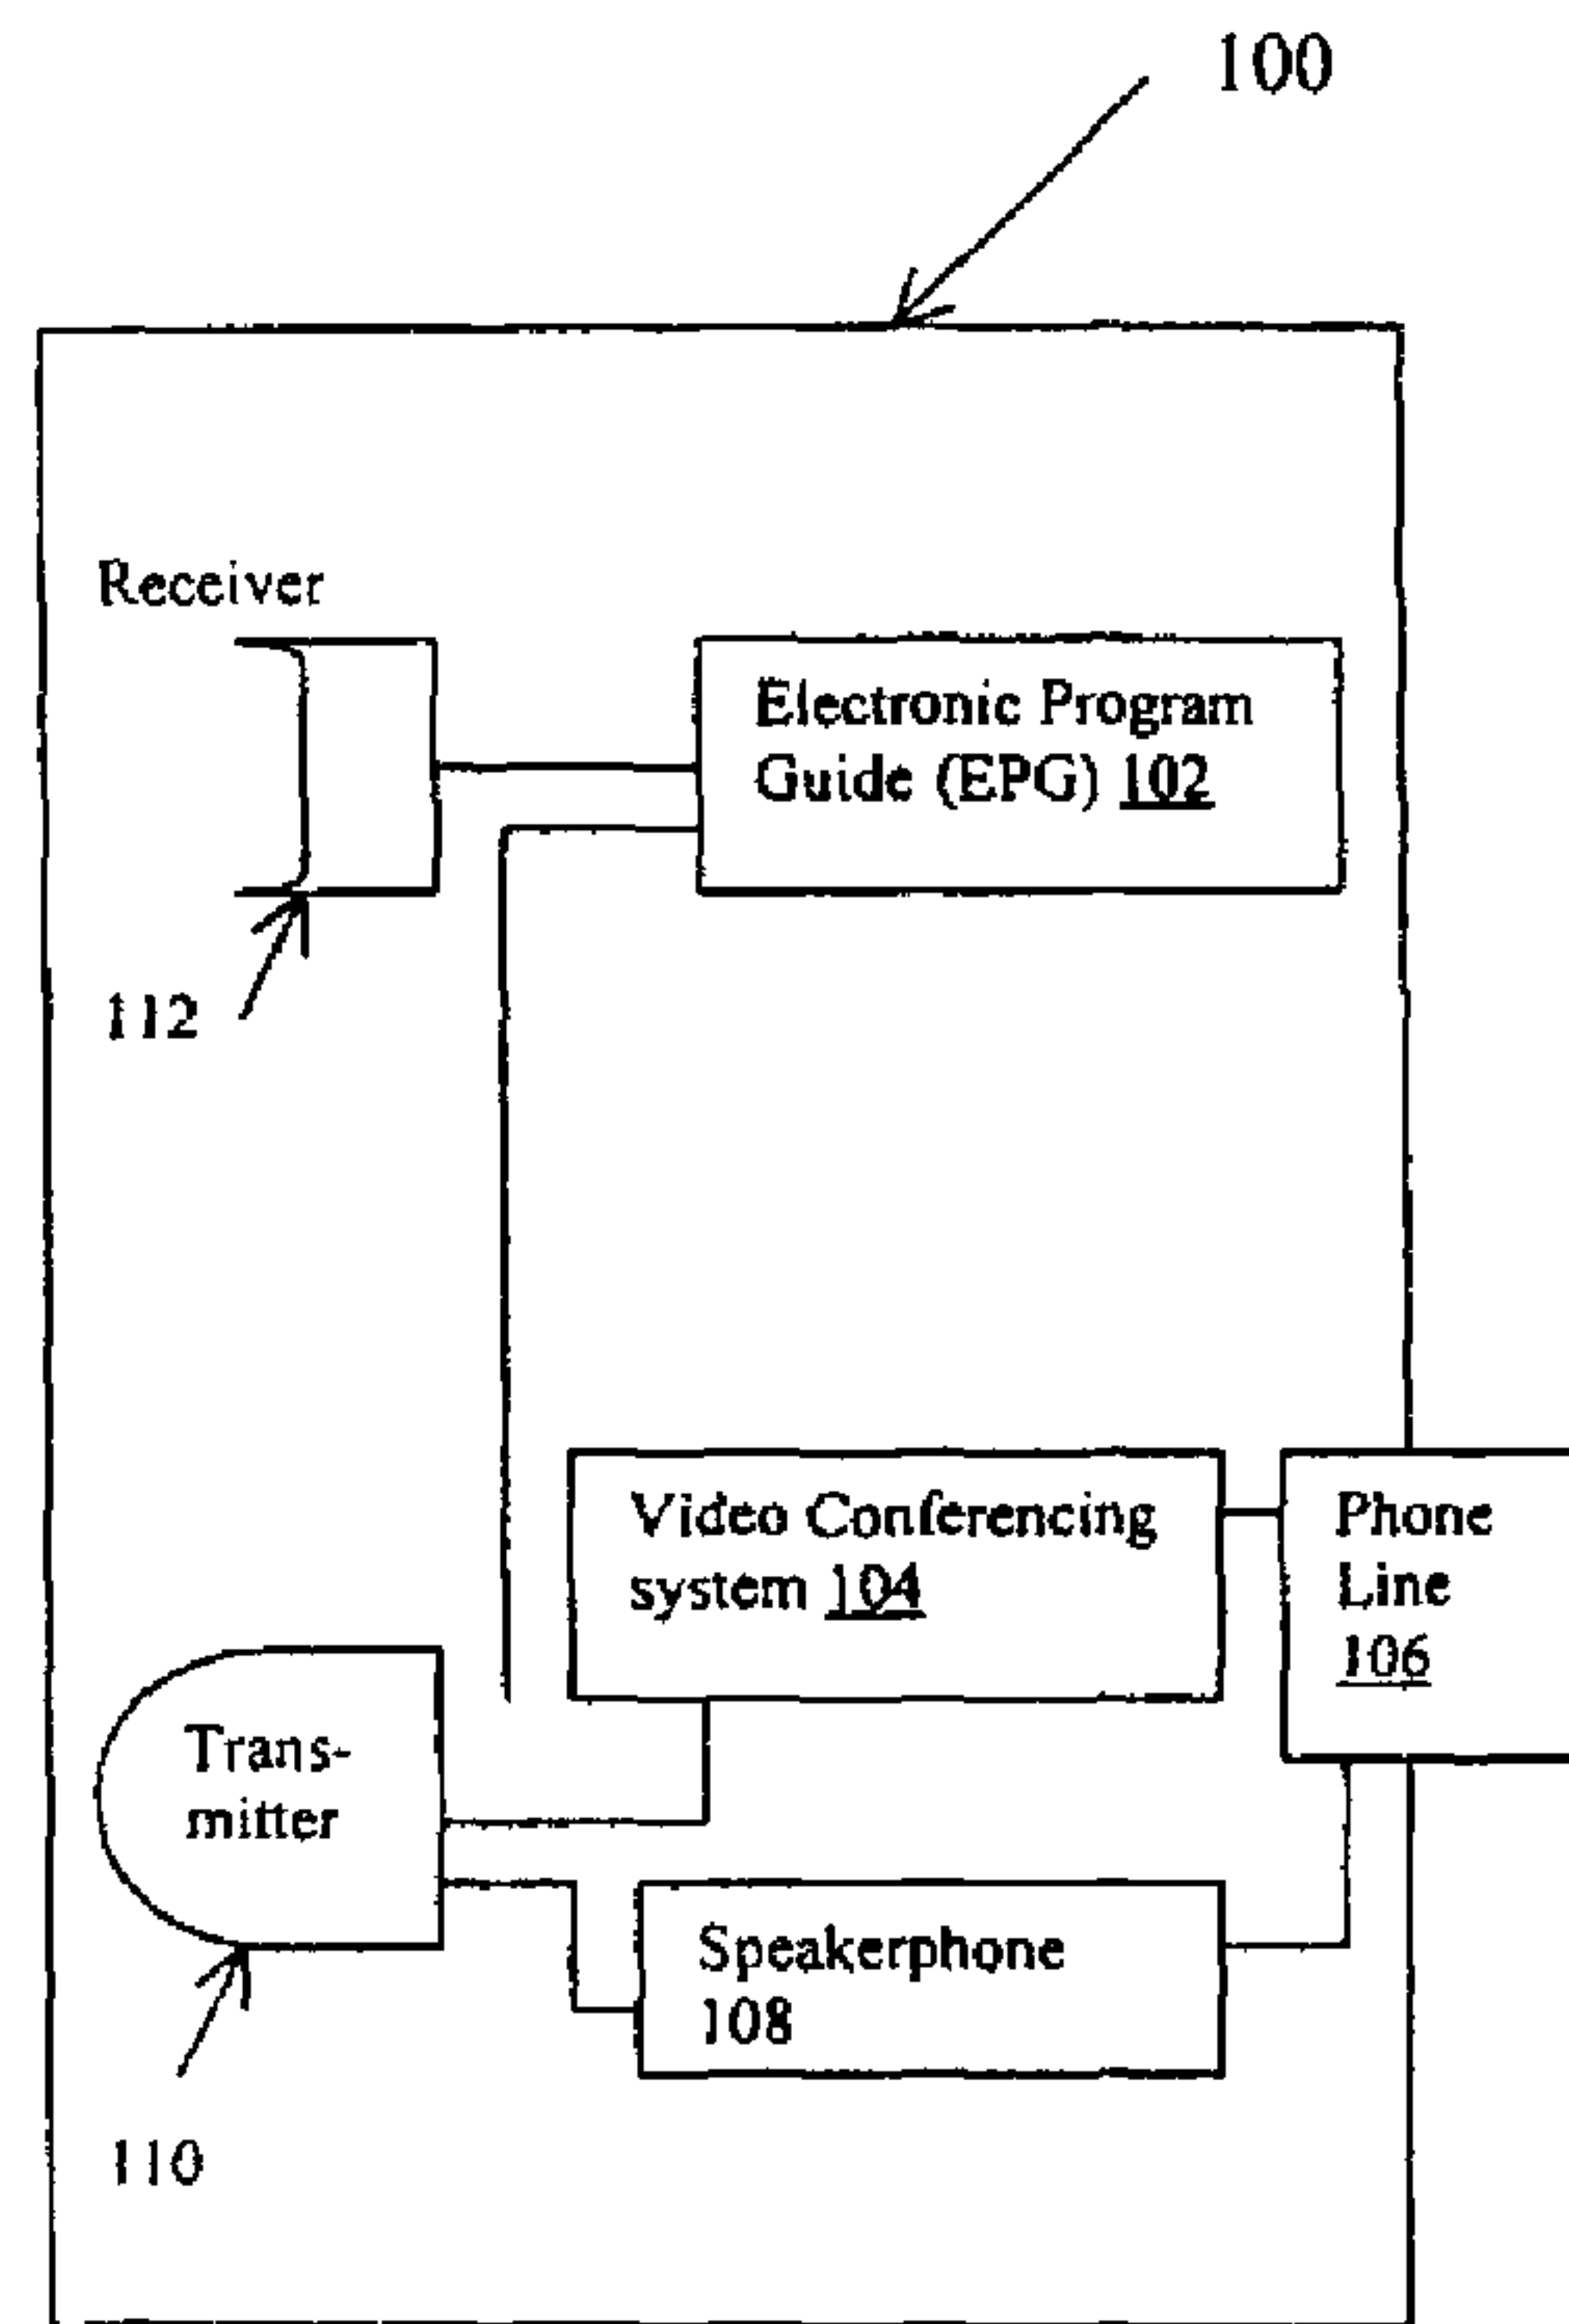 100
Receiver
Electronic Program
Guide (EPG) 102
112
Video Conferencing
system 104
Phone
Line
106
Trans-
mitter
Speakerphone
108
110